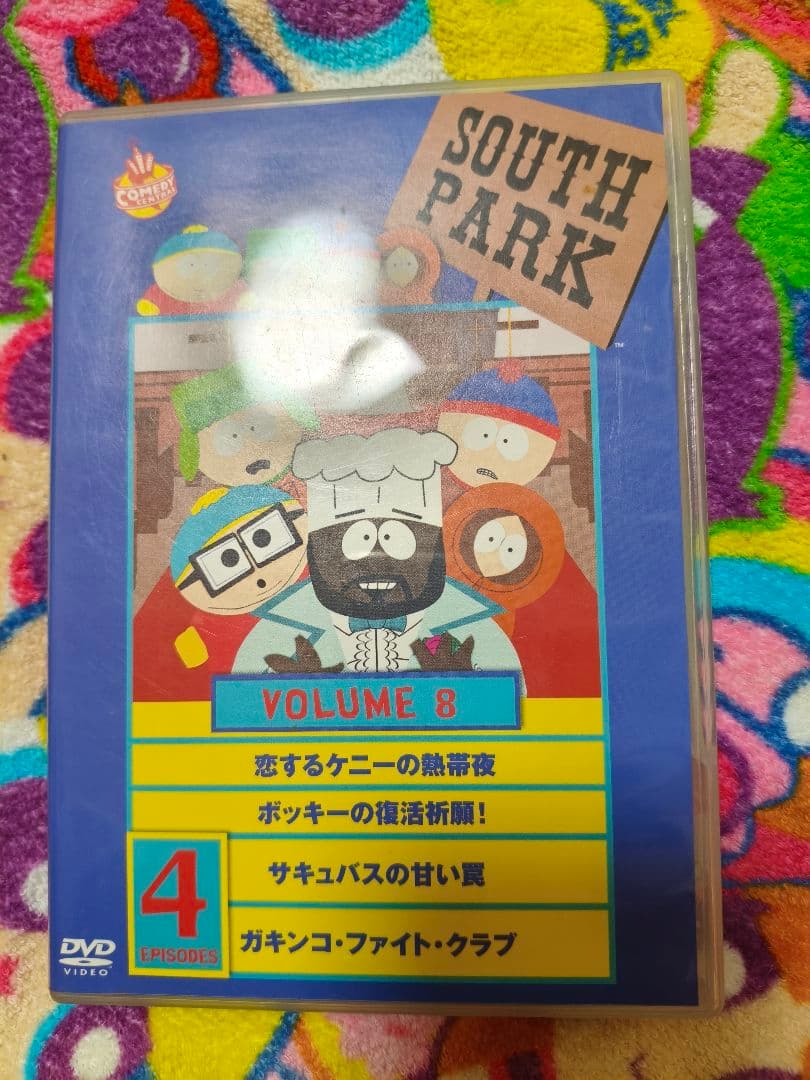 COMEDY
CENTRAL
SOUTH
PARK
™
VOLUME 8
恋するケニーの熱帯夜
ボッキーの復活祈願!
サキュバスの甘い罠
4
EPISODES
ガキンコ・ファイト・クラブ
DVD
VIDEO